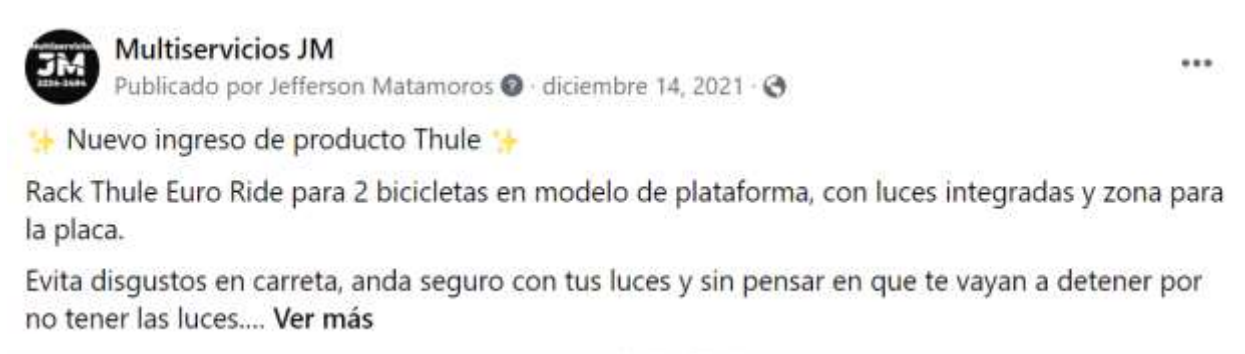 Multiservicios JM
Publicado por Jefferson Matamoros · diciembre 14, 2021 ·
✨ Nuevo ingreso de producto Thule ✨
Rack Thule Euro Ride para 2 bicicletas en modelo de plataforma, con luces integradas y zona para
la placa.
Evita disgustos en carreta, anda seguro con tus luces y sin pensar en que te vayan a detener por
no tener las luces.... Ver más